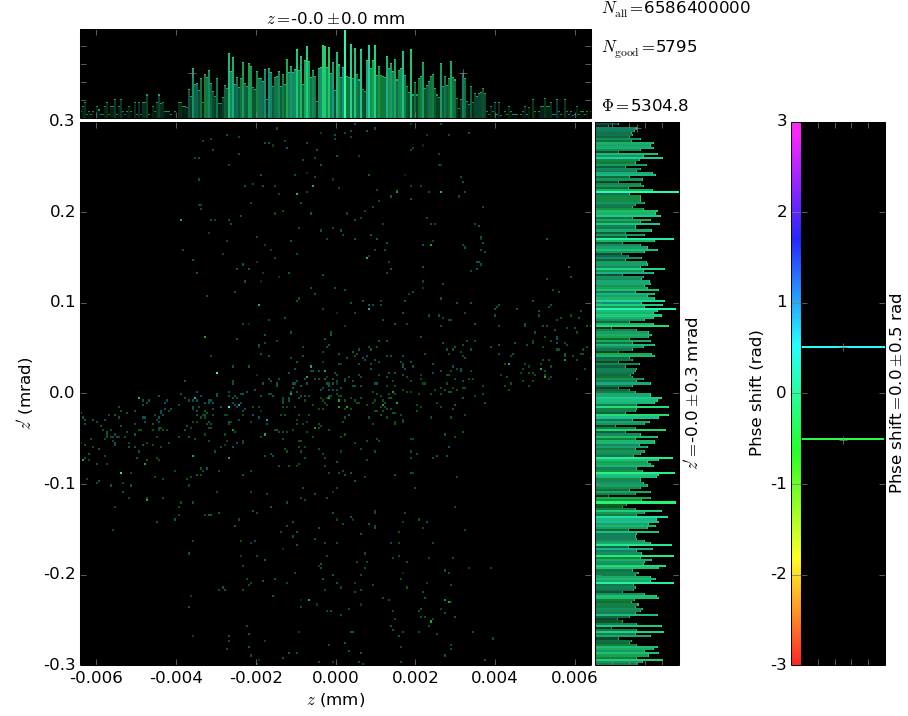 z=-0.0±0.0 mm
N_all=6586400000
N_good=5795
Φ=5304.8
0.3
0.2
0.1
0.0
-0.1
-0.2
-0.3
z′ (mrad)
-0.006
-0.004
-0.002
0.000
0.002
0.004
0.006
z (mm)
z′=-0.0±0.3 mrad
3
2
1
0
-1
-2
-3
Phse shift (rad)
Phse shift=0.0±0.5 rad